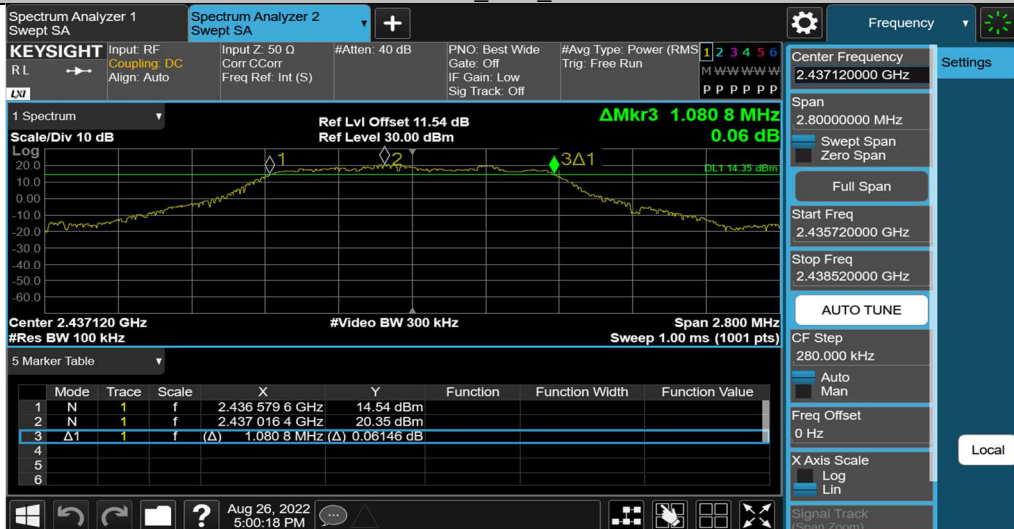 Spectrum Analyzer 1
Swept SA
Spectrum Analyzer 2
Swept SA
+
Frequency
KEYSIGHT
RL
LXI
Input: RF
Coupling: DC
Align: Auto
Input Z: 50 Ω
Corr CCorr
Freq Ref: Int (S)
#Atten: 40 dB
PNO: Best Wide
Gate: Off
IF Gain: Low
Sig Track: Off
#Avg Type: Power (RMS
Trig: Free Run
1 2 3 4 5 6
M W W W W W
P P P P P P
1 Spectrum
Scale/Div 10 dB
Ref Lvl Offset 11.54 dB
Ref Level 30.00 dBm
ΔMkr3 1.080 8 MHz
0.06 dB
Log
20.0
10.0
0.00
-10.0
-20.0
-30.0
-40.0
-50.0
-60.0
1
2
3Δ1
DL1 14.35 dBm
Center 2.437120 GHz
#Video BW 300 kHz
Span 2.800 MHz
#Res BW 100 kHz
Sweep 1.00 ms (1001 pts)
5 Marker Table
Mode Trace Scale X Y Function Function Width Function Value
1 N 1 f 2.436 579 6 GHz 14.54 dBm
2 N 1 f 2.437 016 4 GHz 20.35 dBm
3 Δ1 1 f (Δ) 1.080 8 MHz (Δ) 0.06146 dB
4
5
6
?
Aug 26, 2022
5:00:18 PM
Center Frequency
2.437120000 GHz
Span
2.80000000 MHz
Swept Span
Zero Span
Full Span
Start Freq
2.435720000 GHz
Stop Freq
2.438520000 GHz
AUTO TUNE
CF Step
280.000 kHz
Auto
Man
Freq Offset
0 Hz
X Axis Scale
Log
Lin
Signal Track
(Span Zoom)
Settings
Local